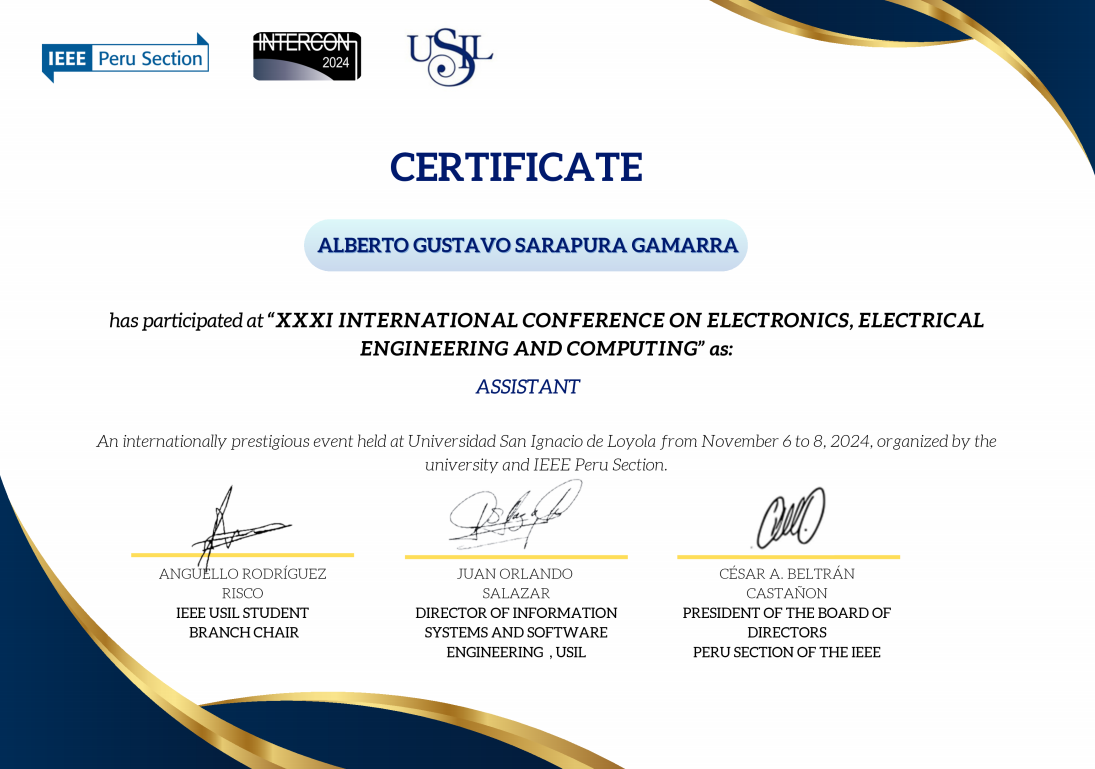 IEEE Peru Section
INTERCON
2024
USIL
CERTIFICATE
ALBERTO GUSTAVO SARAPURA GAMARRA
has participated at “XXXI INTERNATIONAL CONFERENCE ON ELECTRONICS, ELECTRICAL
ENGINEERING AND COMPUTING” as:
ASSISTANT
An internationally prestigious event held at Universidad San Ignacio de Loyola from November 6 to 8, 2024, organized by the
university and IEEE Peru Section.
ANGUELLO RODRÍGUEZ
RISCO
IEEE USIL STUDENT
BRANCH CHAIR
JUAN ORLANDO
SALAZAR
DIRECTOR OF INFORMATION
SYSTEMS AND SOFTWARE
ENGINEERING , USIL
CÉSAR A. BELTRÁN
CASTAÑON
PRESIDENT OF THE BOARD OF
DIRECTORS
PERU SECTION OF THE IEEE